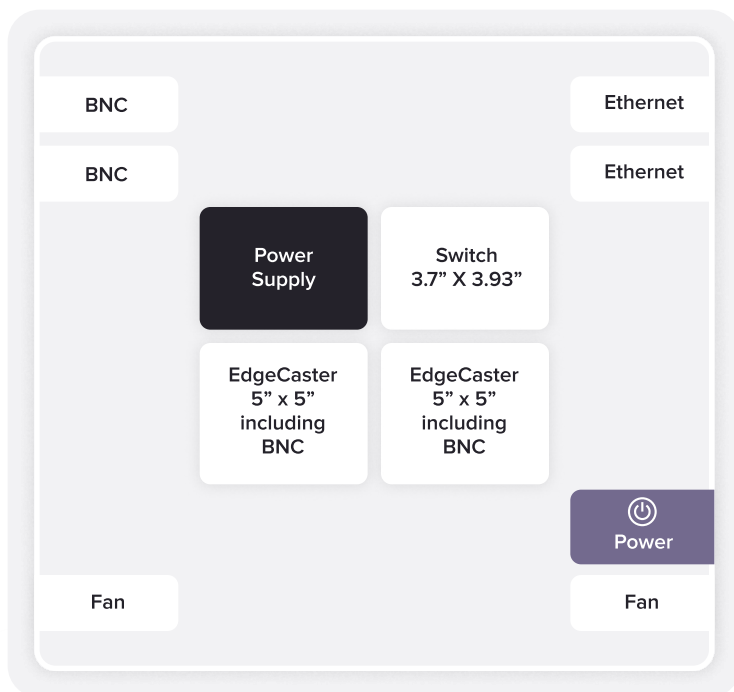 BNC
Ethernet
BNC
Ethernet
Power
Supply
Switch
3.7” X 3.93”
EdgeCaster
5” x 5”
including
BNC
EdgeCaster
5” x 5”
including
BNC
Power
Fan
Fan